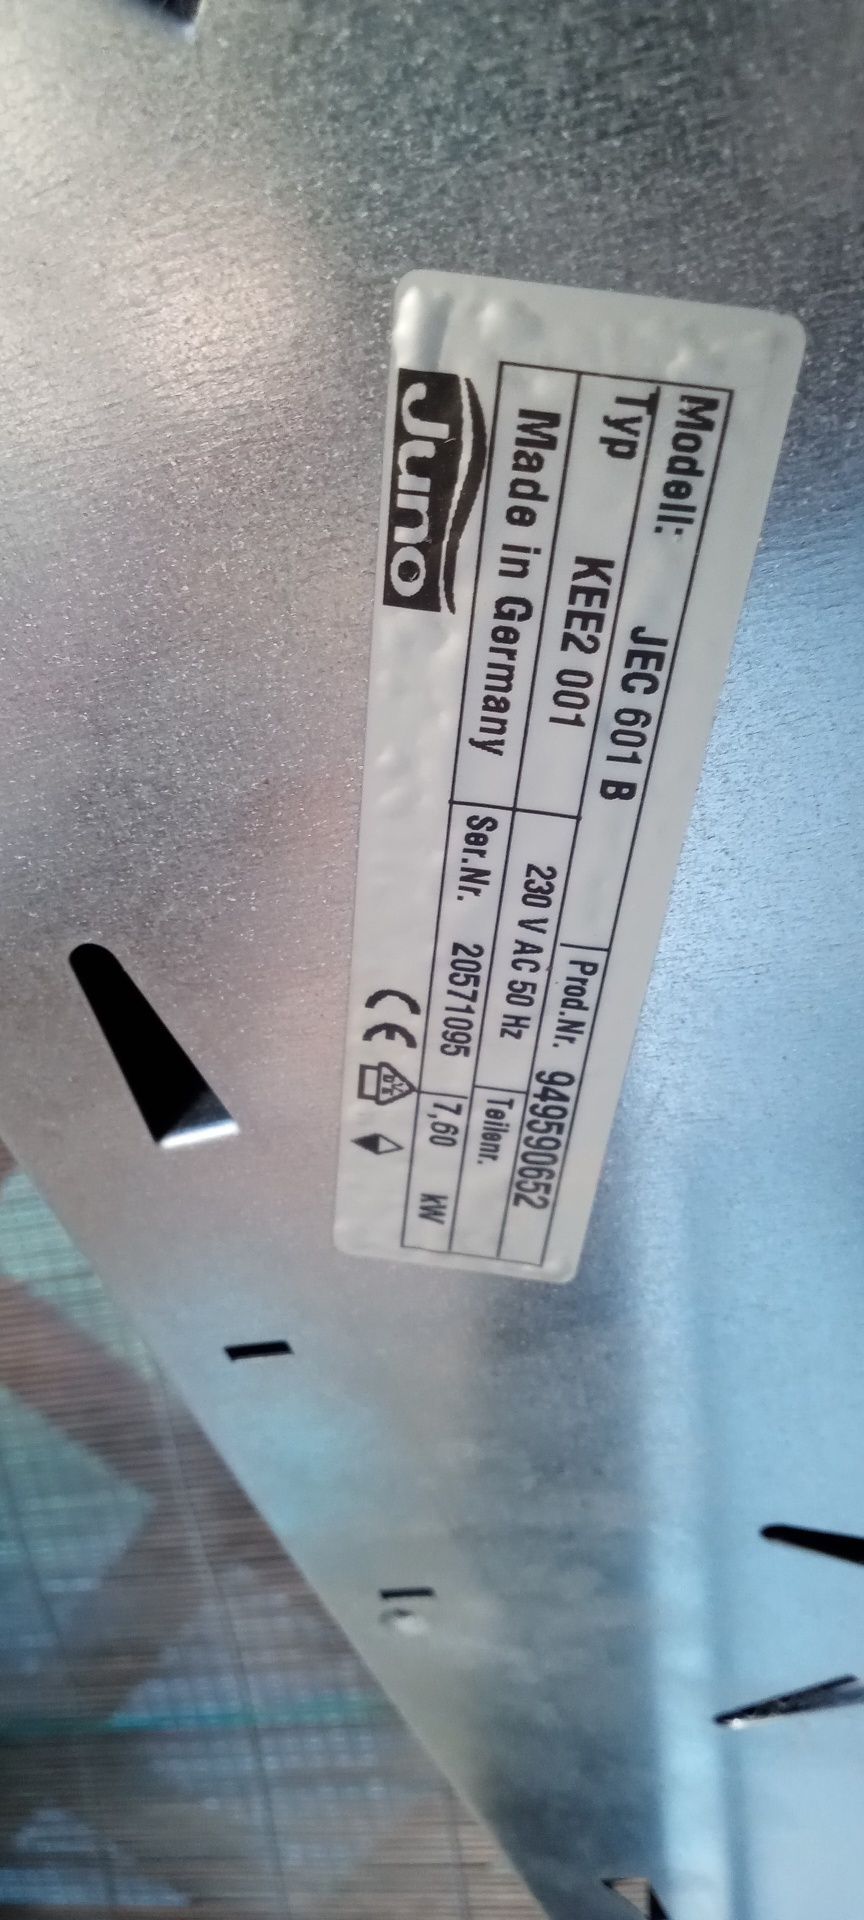 Modell: JEC 601 B Prod.Nr. 949590652
Typ KEE2 001 230 V AC 50 Hz Teilenr.
Made in Germany Ser.Nr. 20571095 7,60 kW
Juno CE